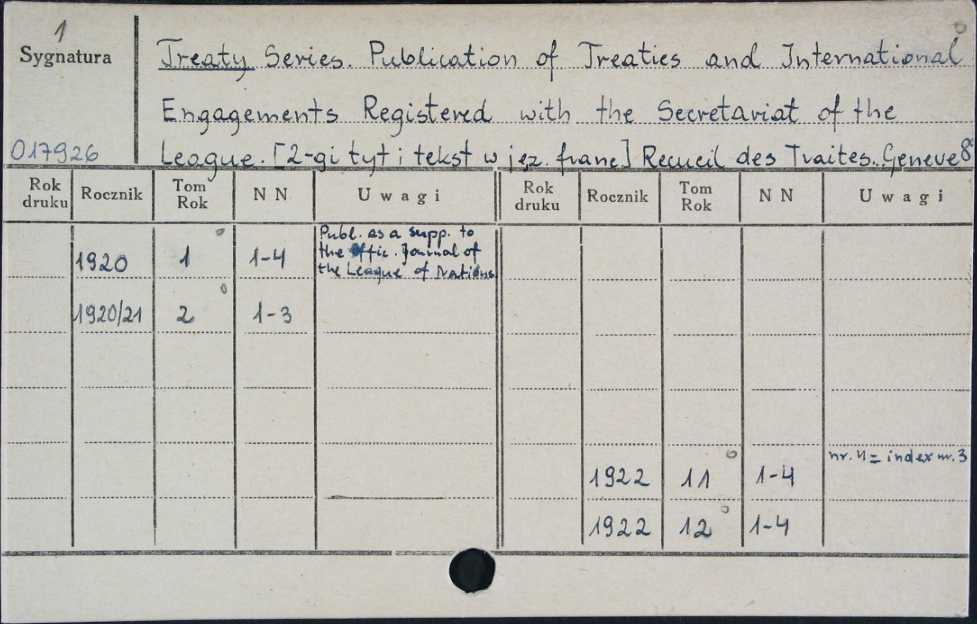 1
Sygnatura
017926
Treaty Series. Publication of Treaties and International
Engagements Registered with the Secretariat of the
League. [2-gi tyt i tekst w jęz. franc] Recueil des Traites. Geneve 8°
Rok druku Rocznik Tom Rok N N Uwagi Rok druku Rocznik Tom Rok N N Uwagi
1920 1 1-4 Publ. as a supp. to
the Offic. Journal of
the League of Nations
1920/21 2 1-3
1922 11 1-4 nr. 4 = index nr. 3
1922 12 1-4